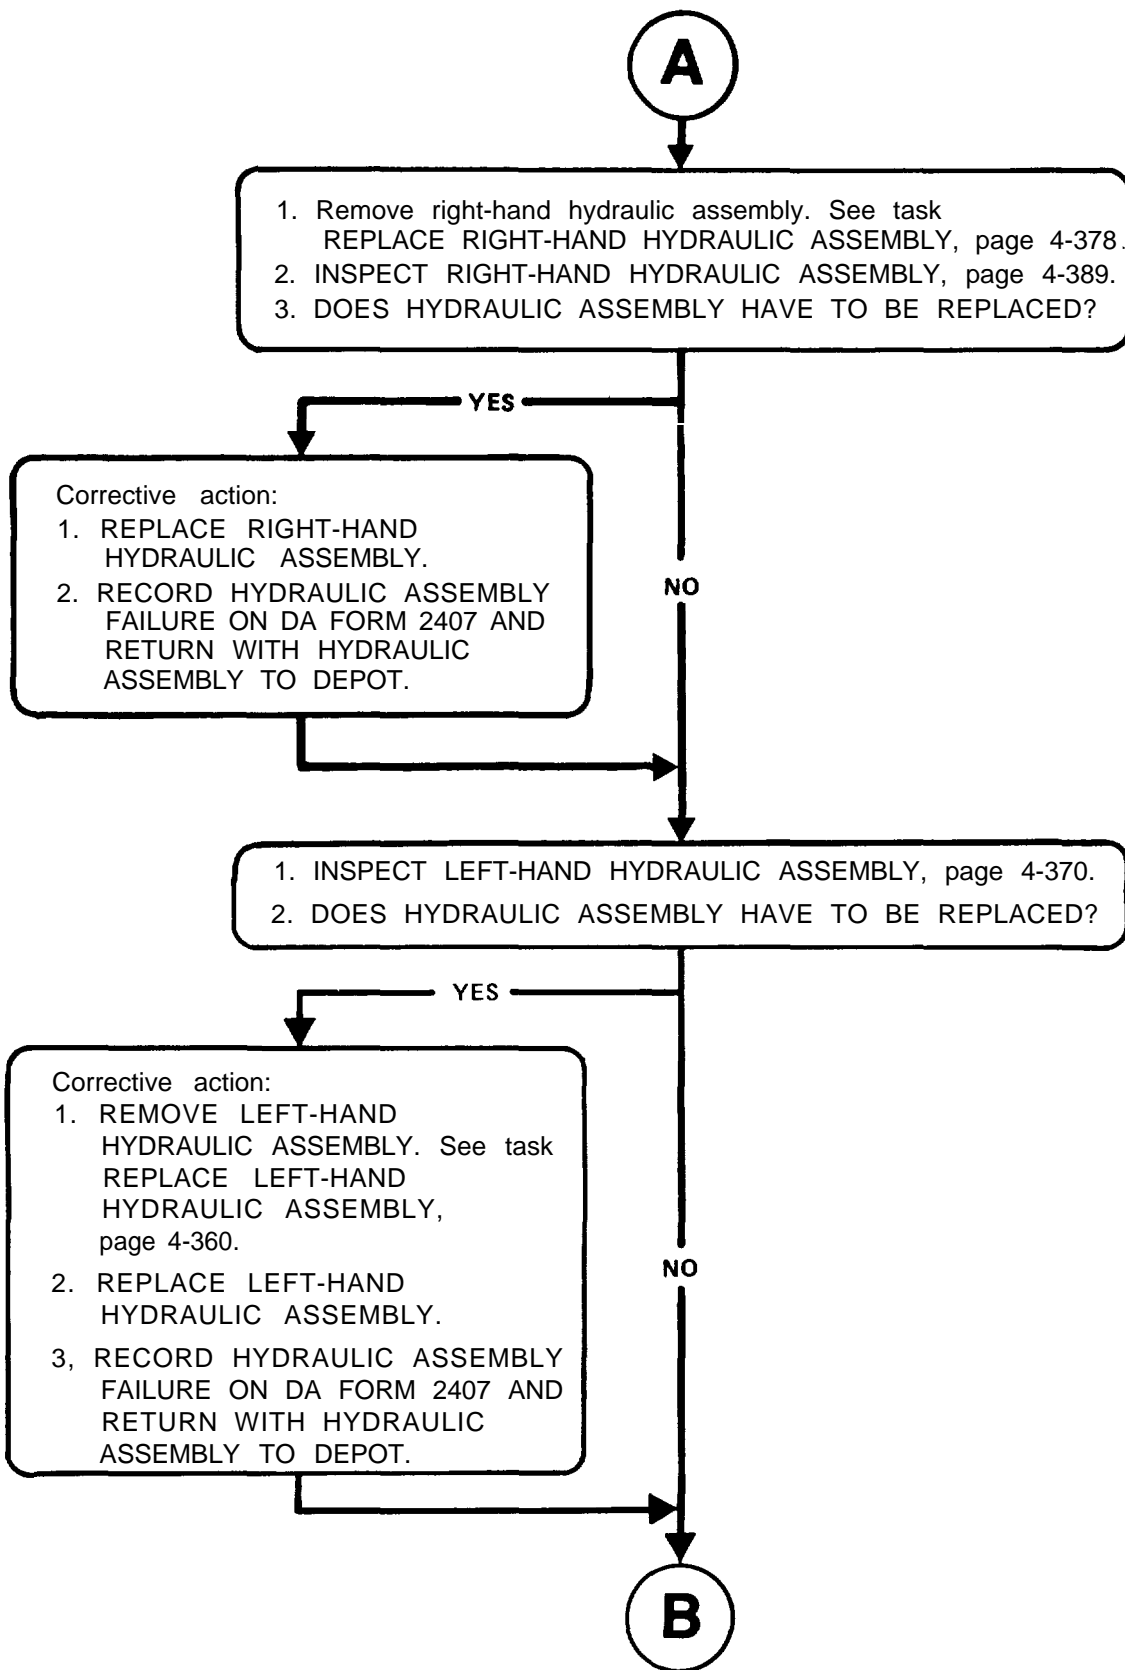 A
1. Remove right-hand hydraulic assembly. See task
REPLACE RIGHT-HAND HYDRAULIC ASSEMBLY, page 4-378.
2. INSPECT RIGHT-HAND HYDRAULIC ASSEMBLY, page 4-389.
3. DOES HYDRAULIC ASSEMBLY HAVE TO BE REPLACED?
YES
Corrective action:
1. REPLACE RIGHT-HAND
HYDRAULIC ASSEMBLY.
2. RECORD HYDRAULIC ASSEMBLY
FAILURE ON DA FORM 2407 AND
RETURN WITH HYDRAULIC
ASSEMBLY TO DEPOT.
NO
1. INSPECT LEFT-HAND HYDRAULIC ASSEMBLY, page 4-370.
2. DOES HYDRAULIC ASSEMBLY HAVE TO BE REPLACED?
YES
Corrective action:
1. REMOVE LEFT-HAND
HYDRAULIC ASSEMBLY. See task
REPLACE LEFT-HAND
HYDRAULIC ASSEMBLY,
page 4-360.
2. REPLACE LEFT-HAND
HYDRAULIC ASSEMBLY.
3, RECORD HYDRAULIC ASSEMBLY
FAILURE ON DA FORM 2407 AND
RETURN WITH HYDRAULIC
ASSEMBLY TO DEPOT.
NO
B